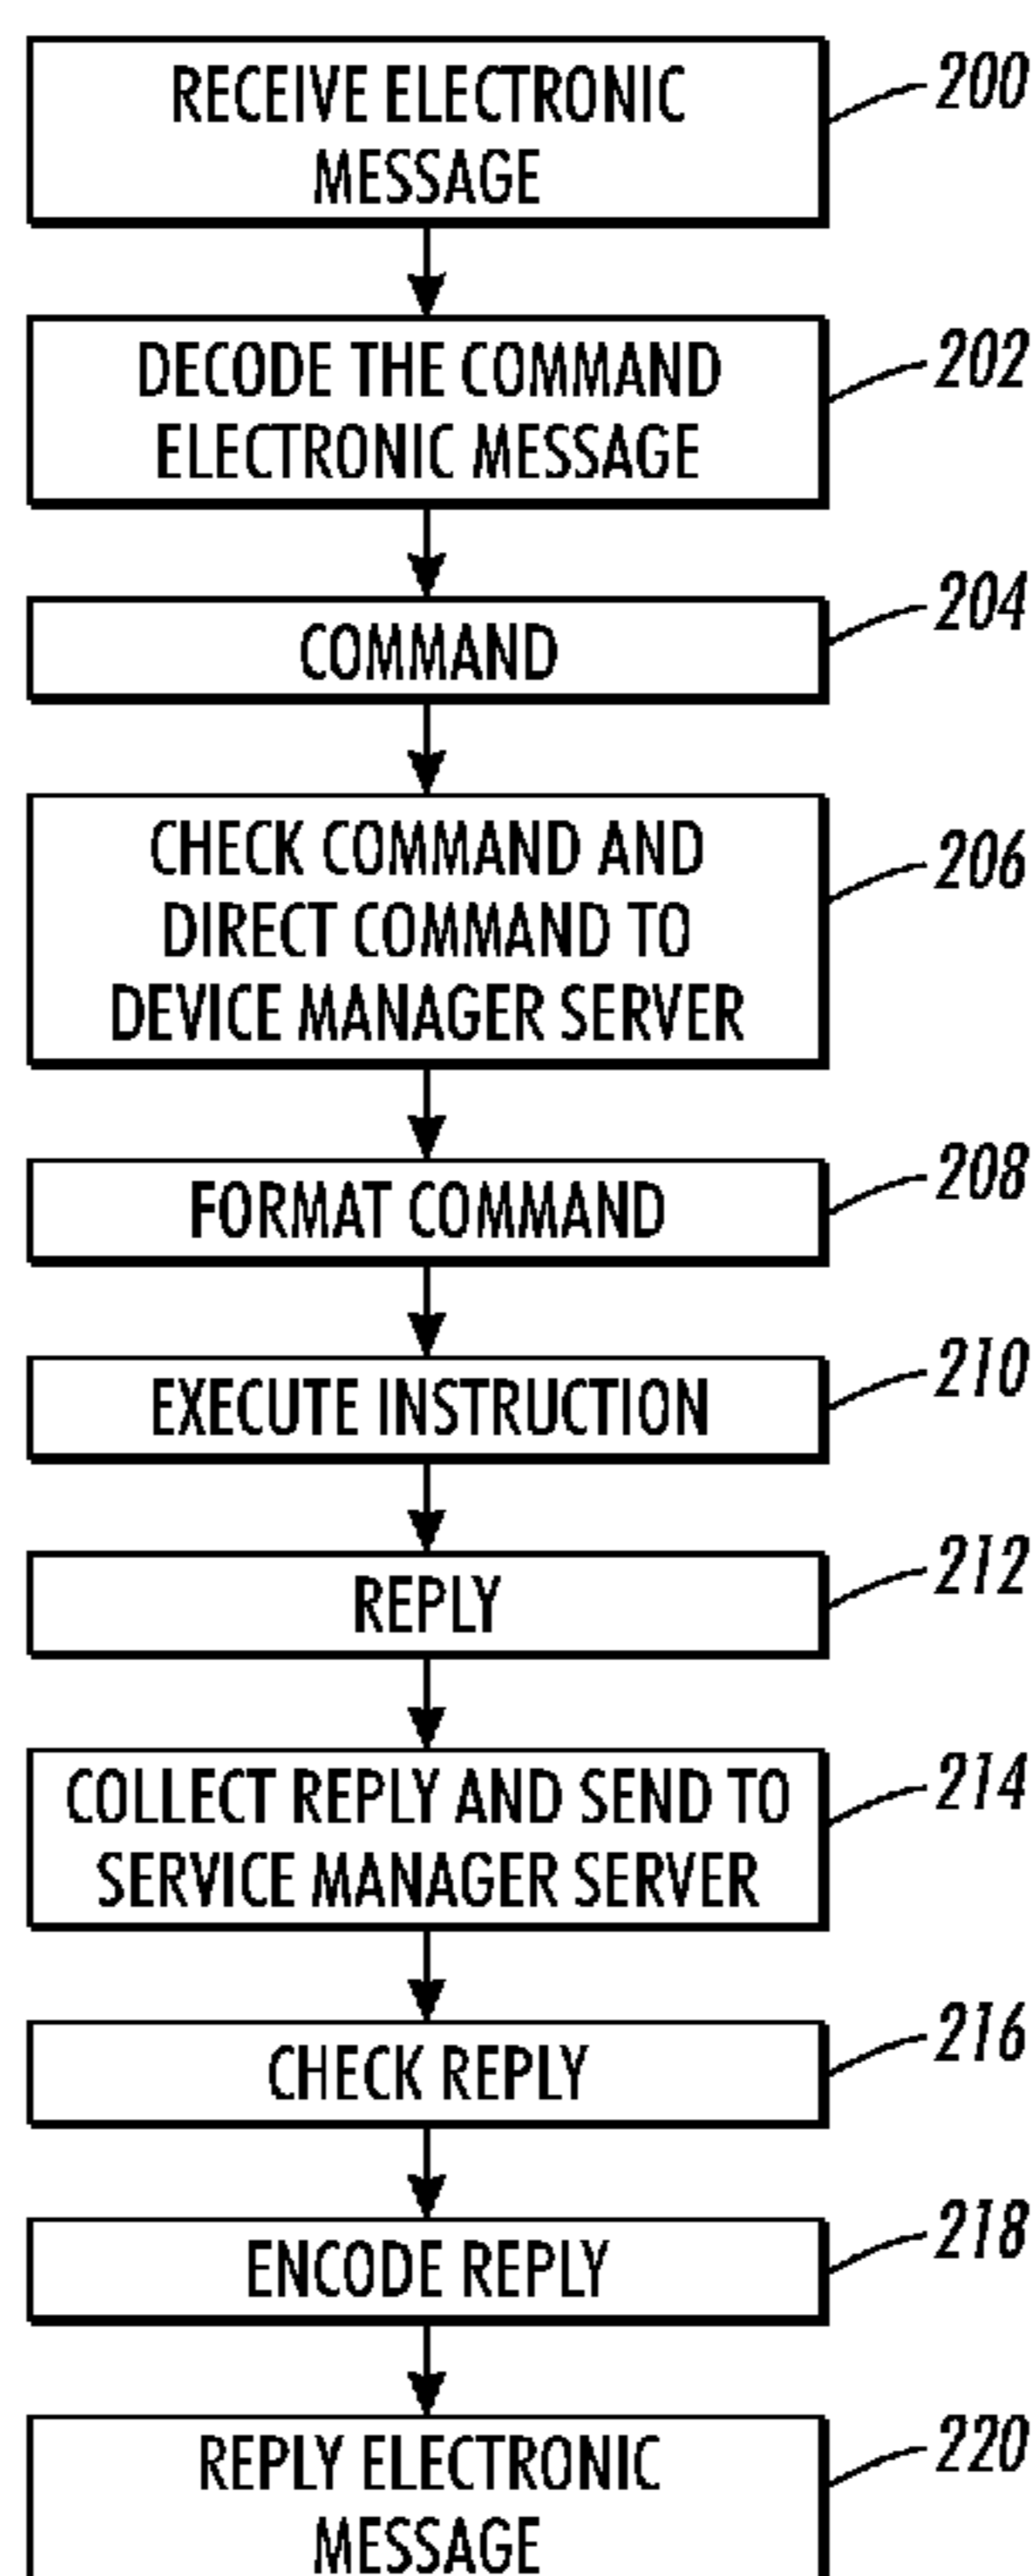 RECEIVE ELECTRONIC
MESSAGE
200
DECODE THE COMMAND
ELECTRONIC MESSAGE
202
COMMAND
204
CHECK COMMAND AND
DIRECT COMMAND TO
DEVICE MANAGER SERVER
206
FORMAT COMMAND
208
EXECUTE INSTRUCTION
210
REPLY
212
COLLECT REPLY AND SEND TO
SERVICE MANAGER SERVER
214
CHECK REPLY
216
ENCODE REPLY
218
REPLY ELECTRONIC
MESSAGE
220